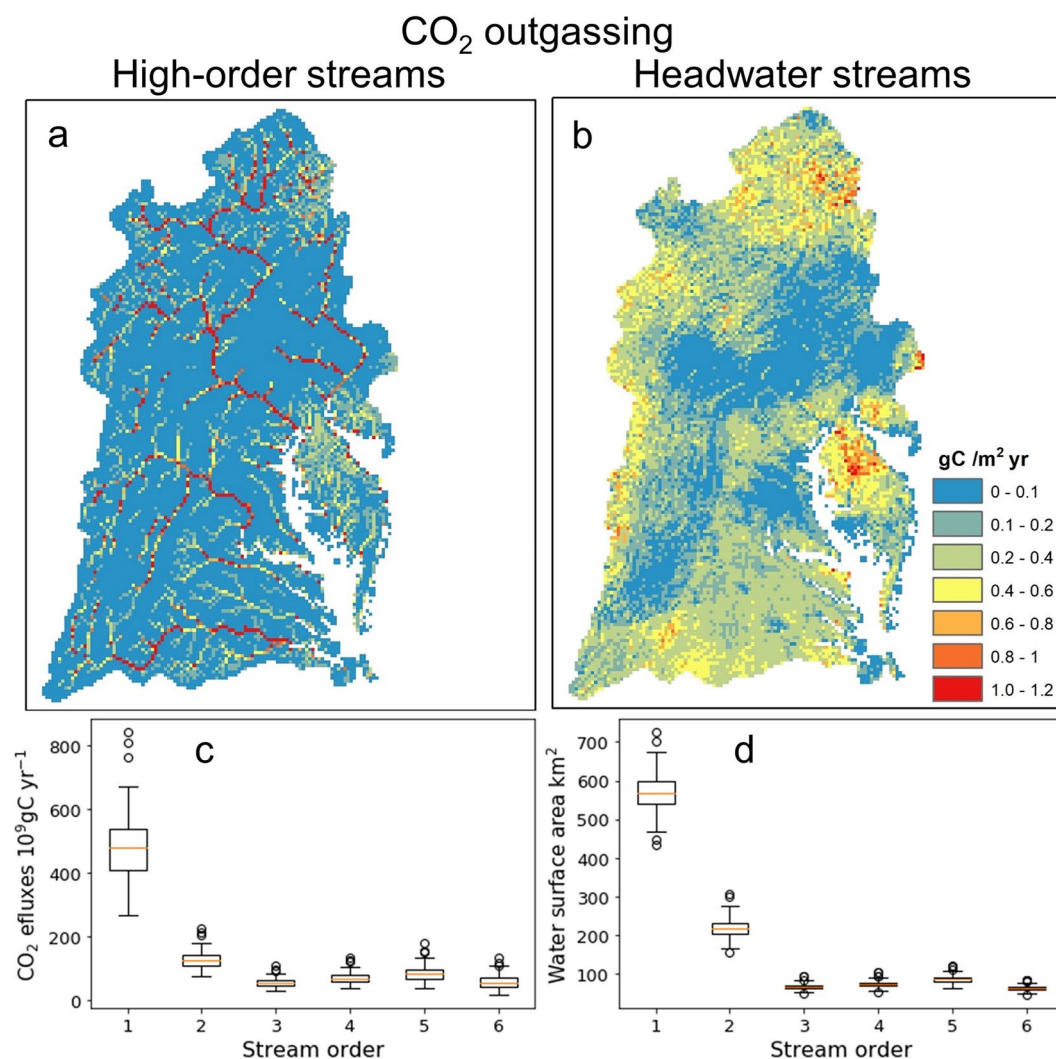 CO₂ outgassing
High-order streams
Headwater streams
a
b
gC /m² yr
0 - 0.1
0.1 - 0.2
0.2 - 0.4
0.4 - 0.6
0.6 - 0.8
0.8 - 1
1.0 - 1.2
c
CO₂ efluxes 10⁹gC yr⁻¹
800
600
400
200
0
1 2 3 4 5 6
Stream order
d
Water surface area km²
700
600
500
400
300
200
100
1 2 3 4 5 6
Stream order